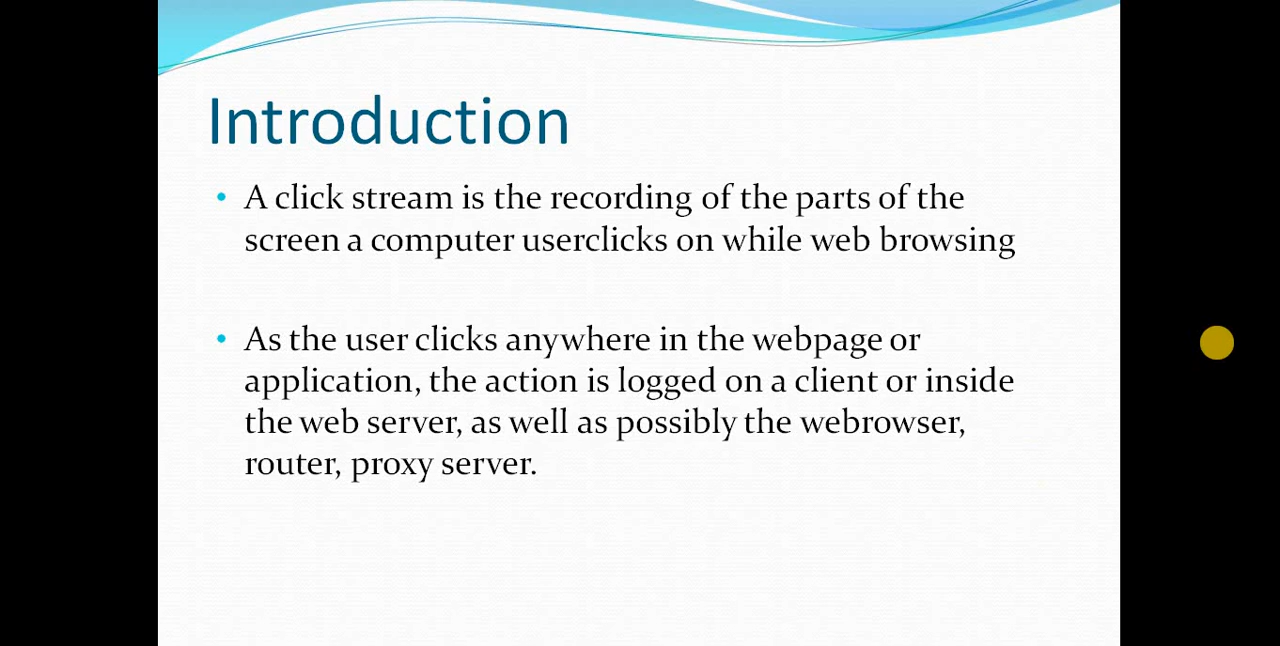 Introduction
• A click stream is the recording of the parts of the
screen a computer userclicks on while web browsing
• As the user clicks anywhere in the webpage or
application, the action is logged on a client or inside
the web server, as well as possibly the webrowser,
router, proxy server.